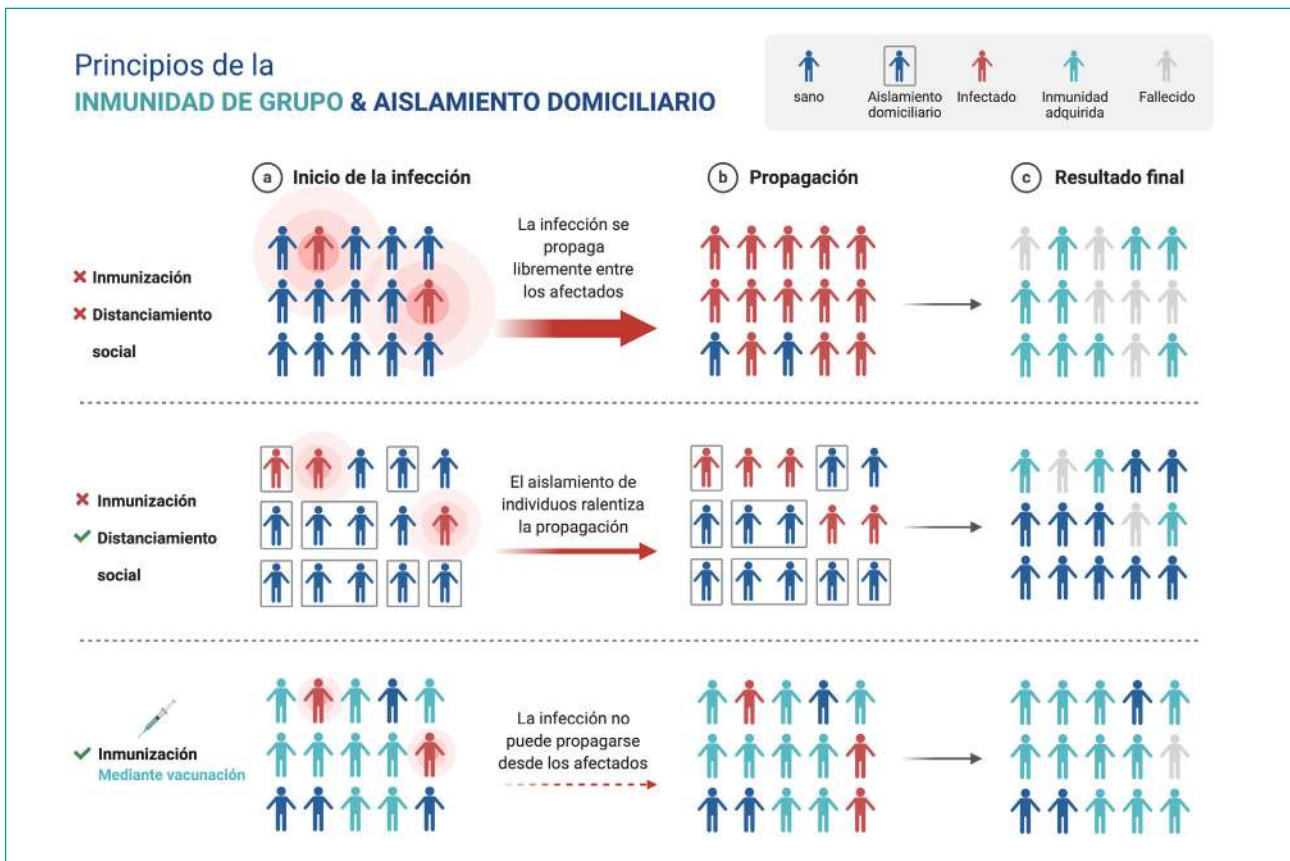 Principios de la
INMUNIDAD DE GRUPO & AISLAMIENTO DOMICILIARIO
sano
Aislamiento
domiciliario
Infectado
Inmunidad
adquirida
Fallecido
a Inicio de la infección
b Propagación
c Resultado final
Inmunización
Distanciamiento
social
La infección se
propaga
libremente entre
los afectados
Inmunización
Distanciamiento
social
El aislamiento de
individuos ralentiza
la propagación
Inmunización
Mediante vacunación
La infección no
puede propagarse
desde los afectados